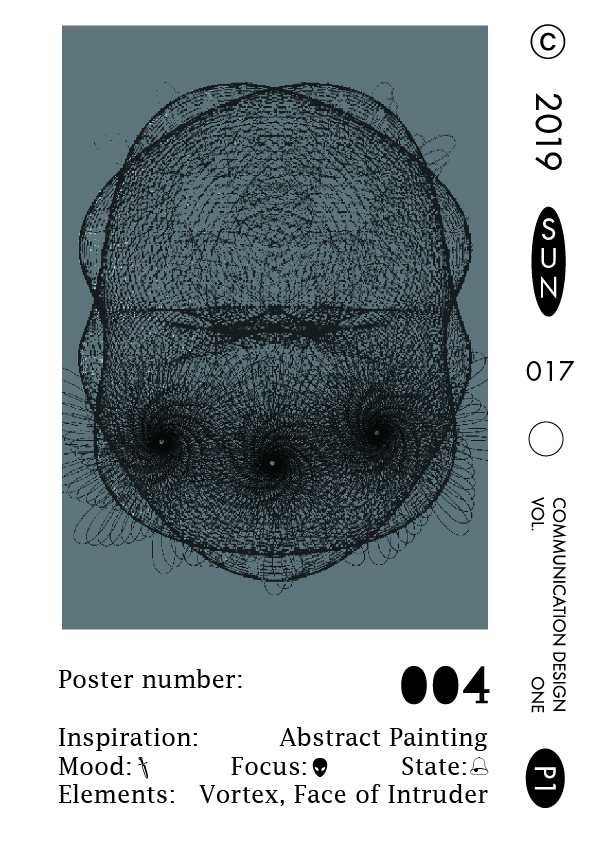 © 2019
SUN
017
COMMUNICATION DESIGN
VOL. ONE
P1
Poster number: 004
Inspiration: Abstract Painting
Mood: Focus: State:
Elements: Vortex, Face of Intruder